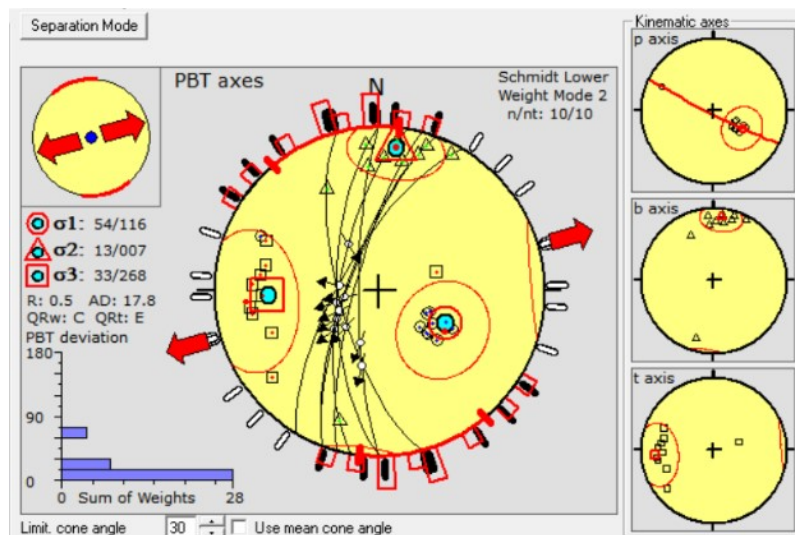 Separation Mode
PBT axes
N
Schmidt Lower
Weight Mode 2
n/nt: 10/10
σ1: 54/116
σ2: 13/007
σ3: 33/268
R: 0.5 AD: 17.8
QRw: C QRt: E
PBT deviation
180
90
0
0 Sum of Weights 28
Limit. cone angle 30 Use mean cone angle
Kinematic axes
p axis
b axis
t axis